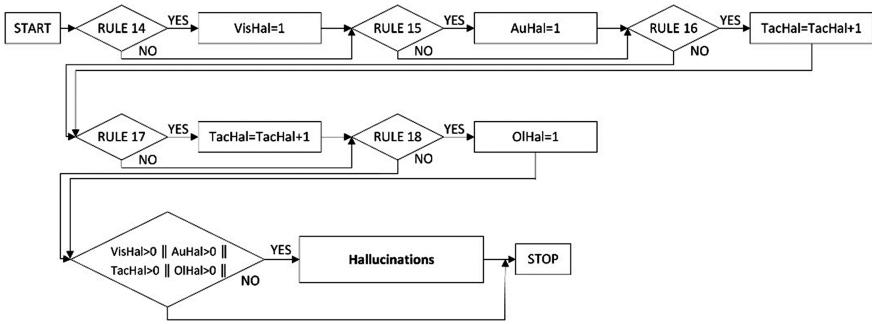 START
RULE 14
YES
NO
VisHal=1
RULE 15
YES
NO
AuHal=1
RULE 16
YES
NO
TacHal=TacHal+1
RULE 17
YES
NO
TacHal=TacHal+1
RULE 18
YES
NO
OlHal=1
VisHal>0 || AuHal>0 ||
TacHal>0 || OlHal>0 ||
YES
NO
Hallucinations
STOP